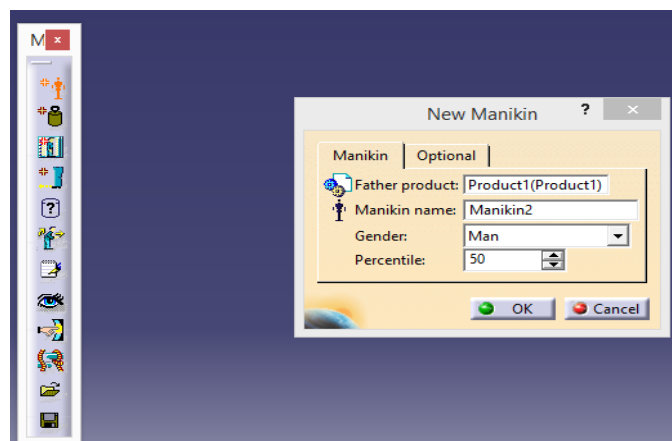 M
New Manikin
?
Manikin
Optional
Father product: Product1(Product1)
Manikin name: Manikin2
Gender: Man
Percentile: 50
OK
Cancel